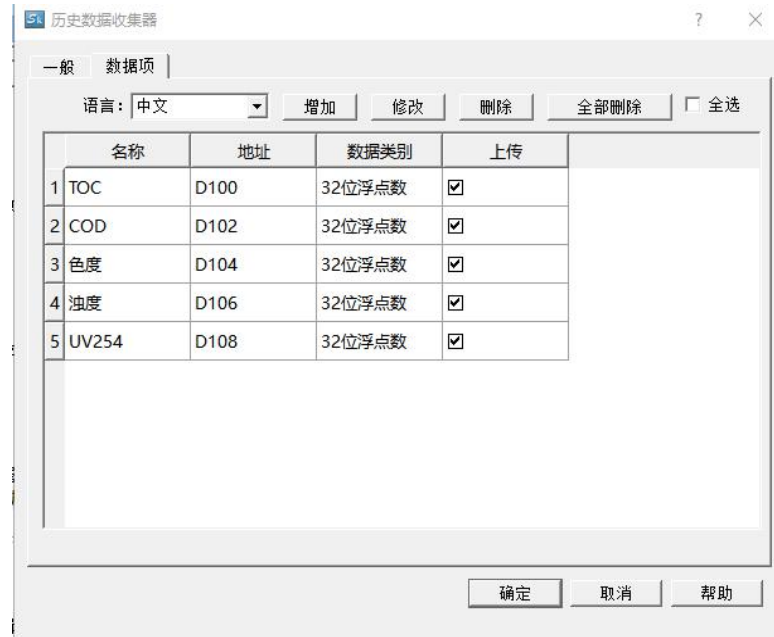 Sk 历史数据收集器 ?
一般 数据项
语言: 中文 增加 修改 删除 全部删除 全选
名称 地址 数据类别 上传
1 TOC D100 32位浮点数
2 COD D102 32位浮点数
3 色度 D104 32位浮点数
4 浊度 D106 32位浮点数
5 UV254 D108 32位浮点数
确定 取消 帮助